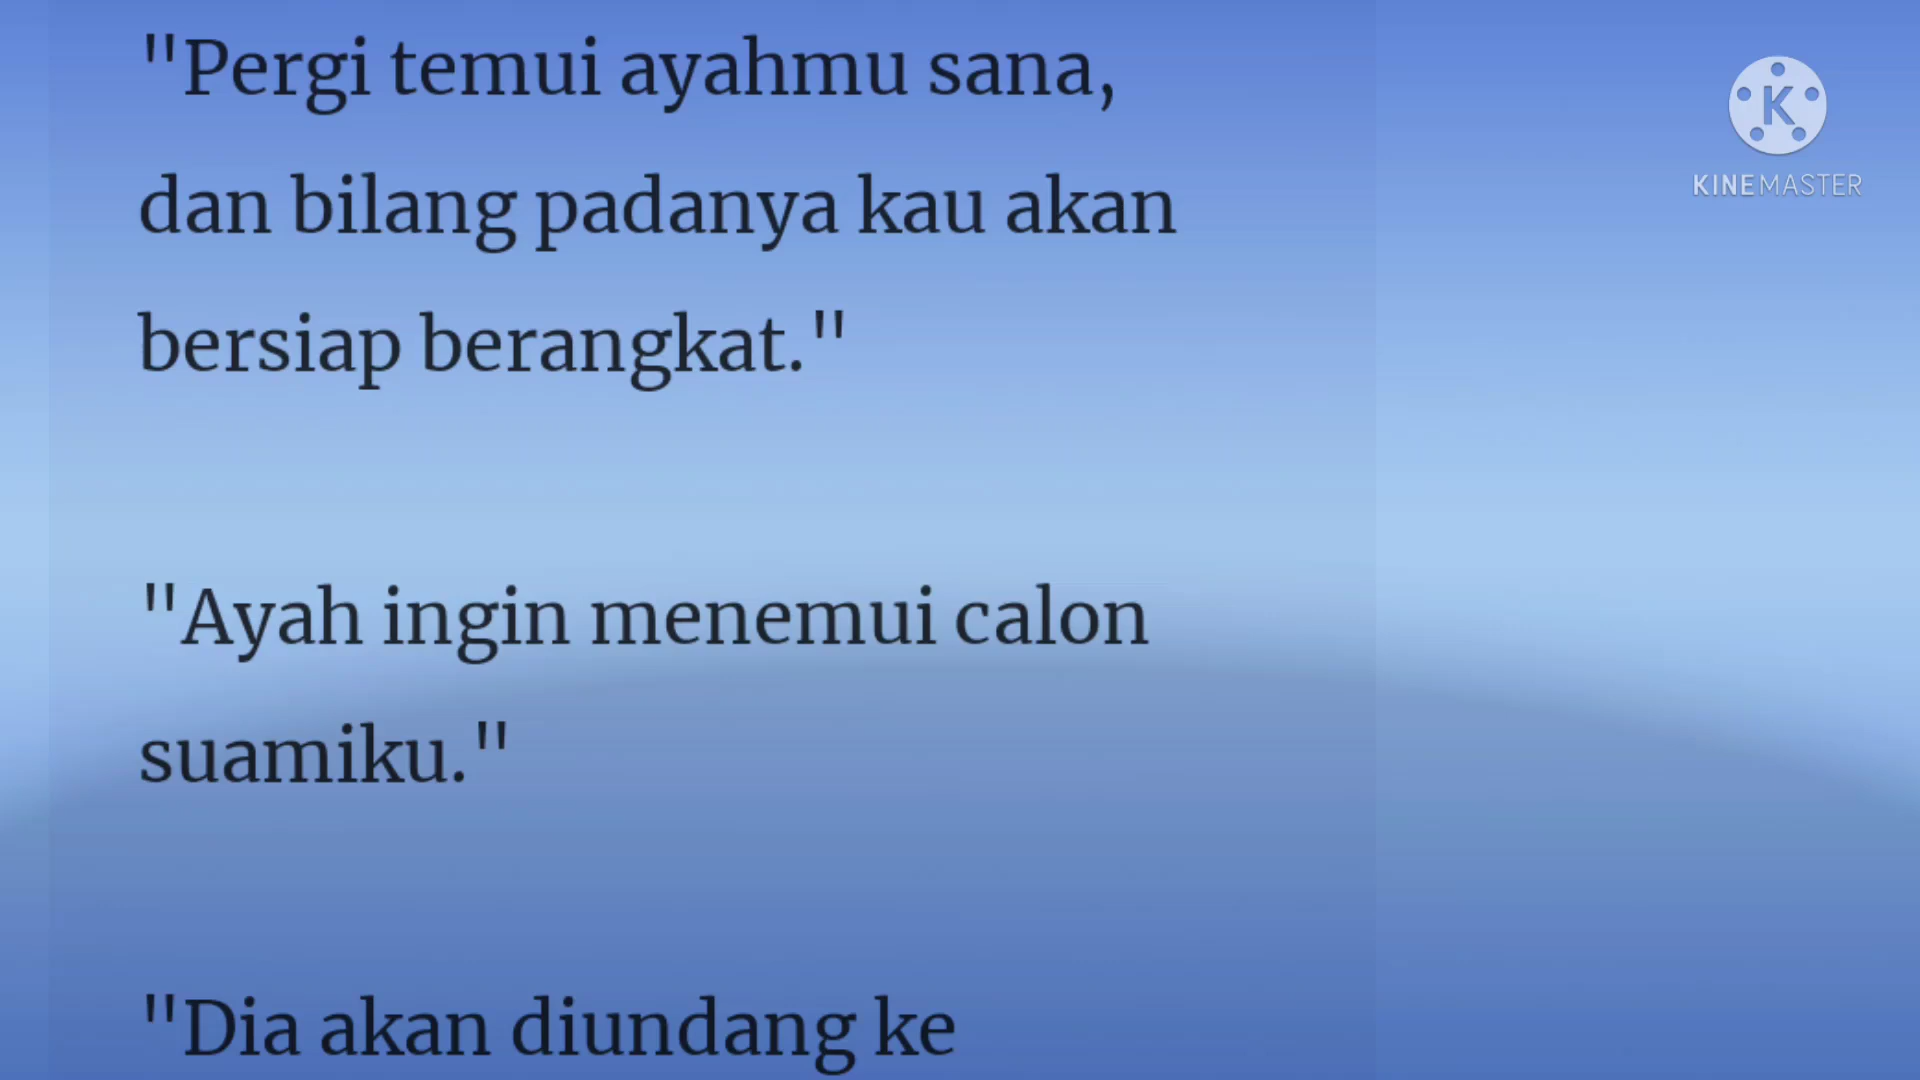 "Pergi temui ayahmu sana,
dan bilang padanya kau akan
bersiap berangkat."
"Ayah ingin menemui calon
suamiku."
"Dia akan diundang ke
K
KINEMASTER